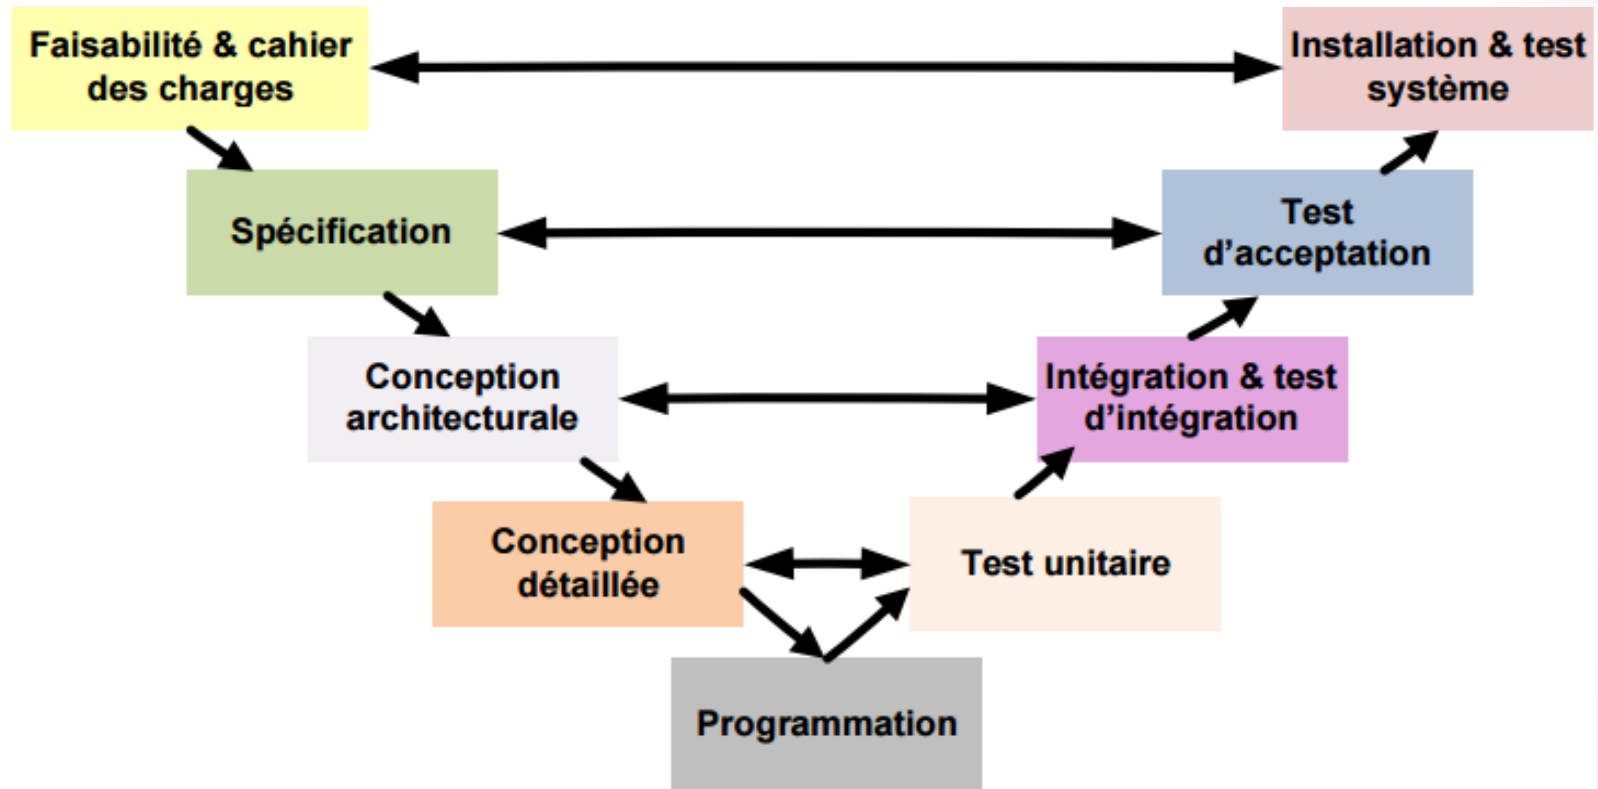 Faisabilité & cahier
des charges
Installation & test
système
Spécification
Test
d’acceptation
Conception
architecturale
Intégration & test
d’intégration
Conception
détaillée
Test unitaire
Programmation